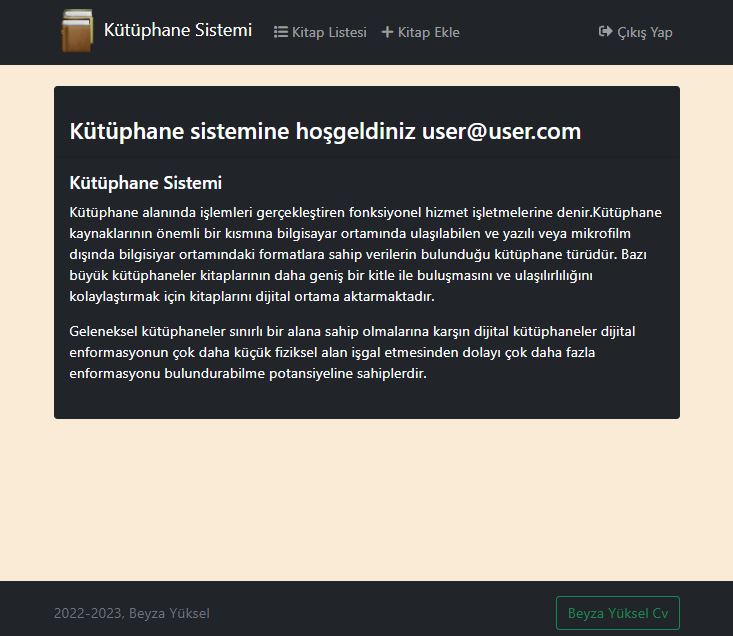 Kütüphane Sistemi
Kitap Listesi
Kitap Ekle
Çıkış Yap
Kütüphane sistemine hoşgeldiniz user@user.com
Kütüphane Sistemi
Kütüphane alanında işlemleri gerçekleştiren fonksiyonel hizmet işletmelerine denir.Kütüphane
kaynaklarının önemli bir kısmına bilgisayar ortamında ulaşılabilen ve yazılı veya mikrofilm
dışında bilgisiyar ortamındaki formatlara sahip verilerin bulunduğu kütüphane türüdür. Bazı
büyük kütüphaneler kitaplarının daha geniş bir kitle ile buluşmasını ve ulaşılırlılığını
kolaylaştırmak için kitaplarını dijital ortama aktarmaktadır.
Geleneksel kütüphaneler sınırlı bir alana sahip olmalarına karşın dijital kütüphaneler dijital
enformasyonun çok daha küçük fiziksel alan işgal etmesinden dolayı çok daha fazla
enformasyonu bulundurabilme potansiyeline sahiplerdir.
2022-2023, Beyza Yüksel
Beyza Yüksel Cv